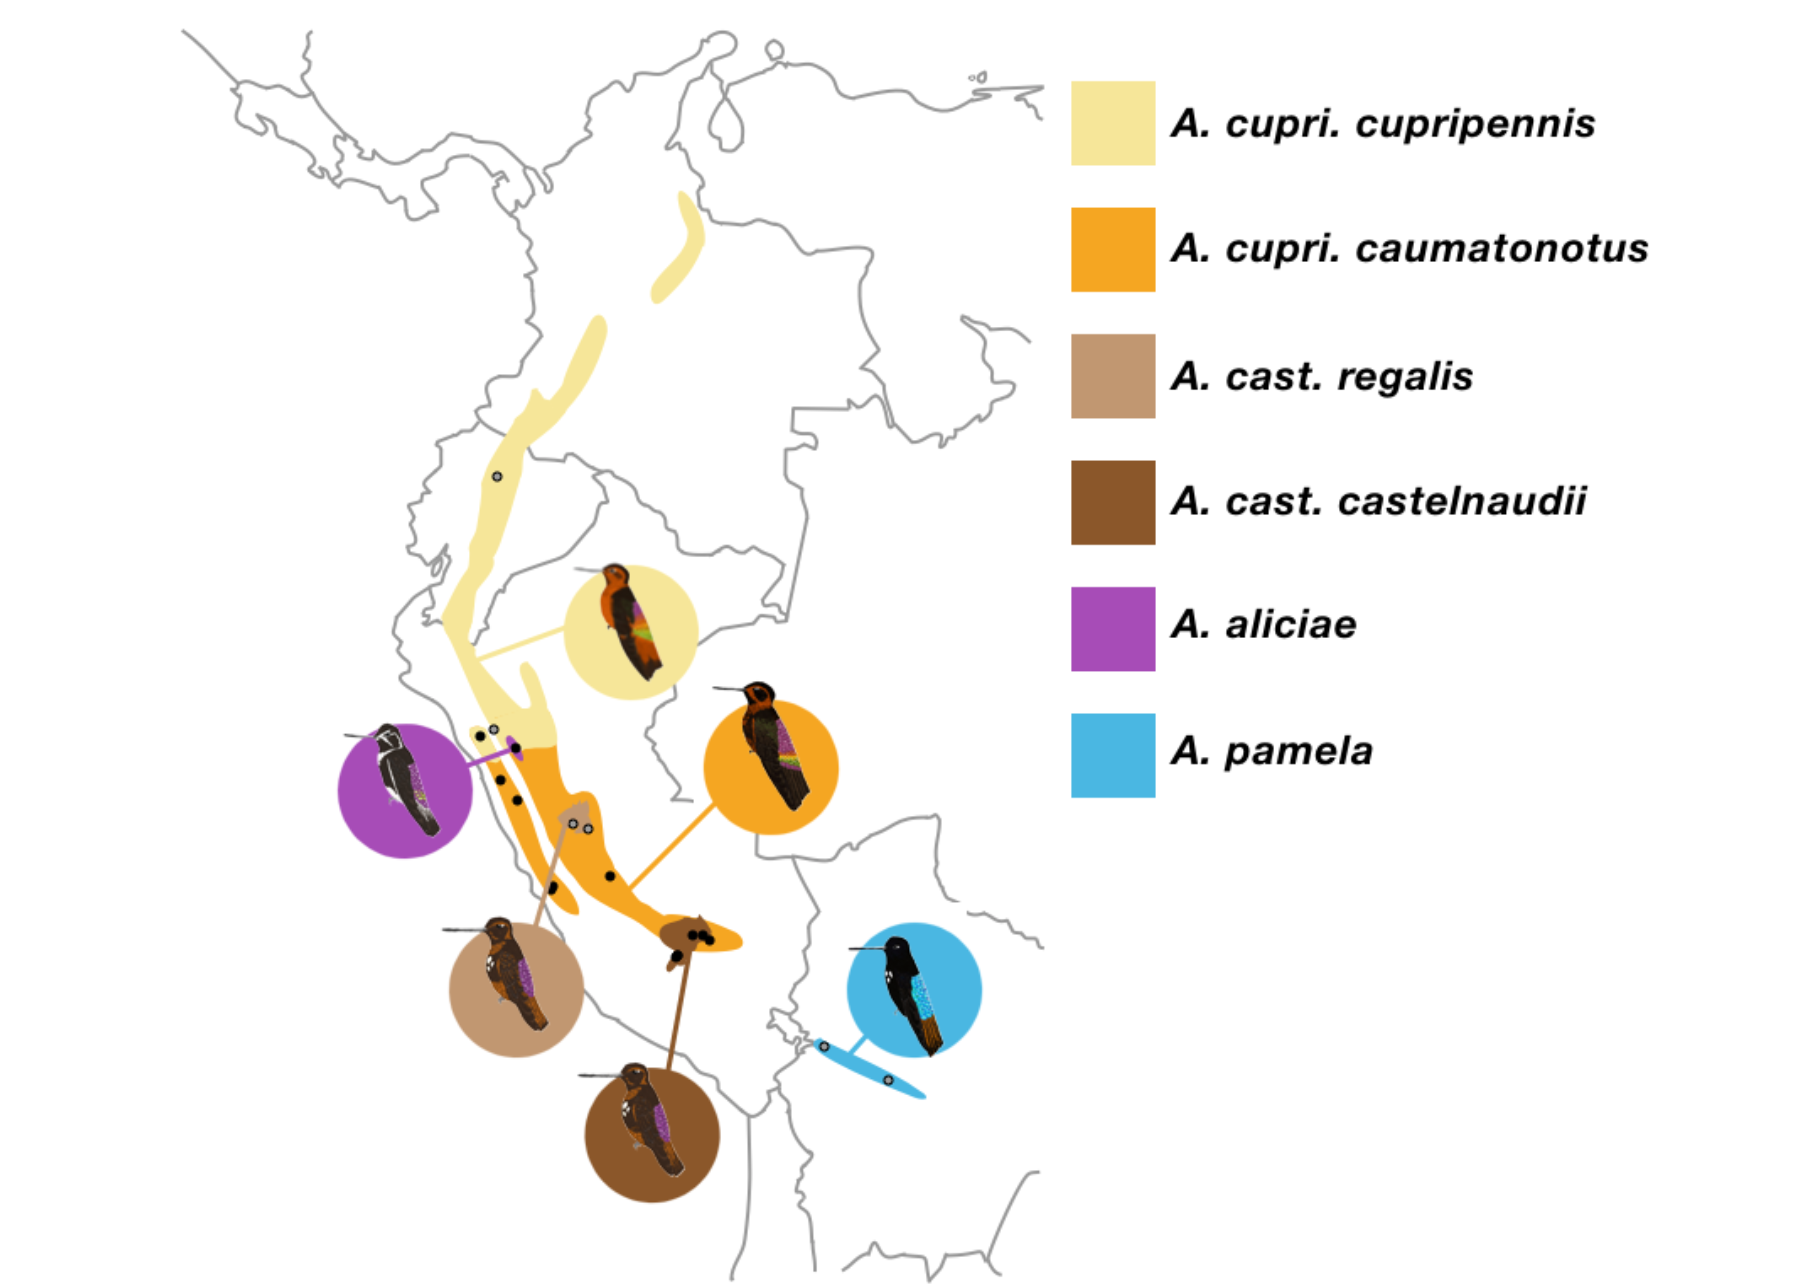 A. cupri. cupripennis
A. cupri. caumatonotus
A. cast. regalis
A. cast. castelnaudii
A. aliciae
A. pamela